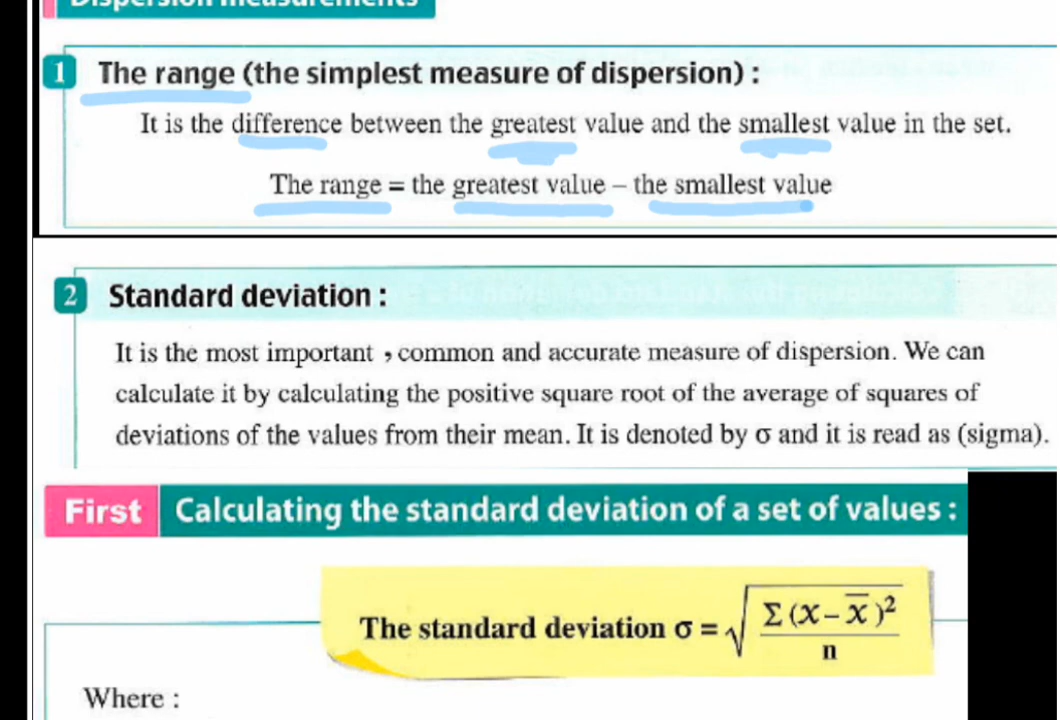 Dispersion measurements
1 The range (the simplest measure of dispersion) :
It is the difference between the greatest value and the smallest value in the set.
The range = the greatest value – the smallest value
2 Standard deviation :
It is the most important , common and accurate measure of dispersion. We can
calculate it by calculating the positive square root of the average of squares of
deviations of the values from their mean. It is denoted by σ and it is read as (sigma).
First Calculating the standard deviation of a set of values :
The standard deviation σ = √(Σ (x – x̄)² / n)
Where :